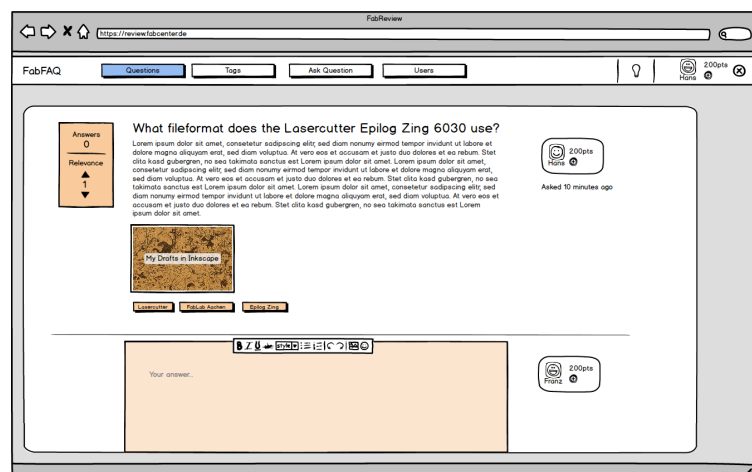 FabReview
https://review.fabcenter.de
FabFAQ
Questions
Tags
Ask Question
Users
Hans
200pts
Answers
0
Relevance
1
What fileformat does the Lasercutter Epilog Zing 6030 use?
Lorem ipsum dolor sit amet, consetetur sadipscing elitr, sed diam nonumy eirmod tempor invidunt ut labore et
dolore magna aliquyam erat, sed diam voluptua. At vero eos et accusam et justo duo dolores et ea rebum. Stet
clita kasd gubergren, no sea takimata sanctus est Lorem ipsum dolor sit amet. Lorem ipsum dolor sit amet,
consetetur sadipscing elitr, sed diam nonumy eirmod tempor invidunt ut labore et dolore magna aliquyam erat,
sed diam voluptua. At vero eos et accusam et justo duo dolores et ea rebum. Stet clita kasd gubergren, no sea
takimata sanctus est Lorem ipsum dolor sit amet. Lorem ipsum dolor sit amet, consetetur sadipscing elitr, sed
diam nonumy eirmod tempor invidunt ut labore et dolore magna aliquyam erat, sed diam voluptua. At vero eos et
accusam et justo duo dolores et ea rebum. Stet clita kasd gubergren, no sea takimata sanctus est Lorem
ipsum dolor sit amet.
Hans
200pts
Asked 10 minutes ago
My Drafts in Inkscape
Lasercutter
FabLab Aachen
Epilog Zing
B I U abc style
Your answer...
Franz
200pts